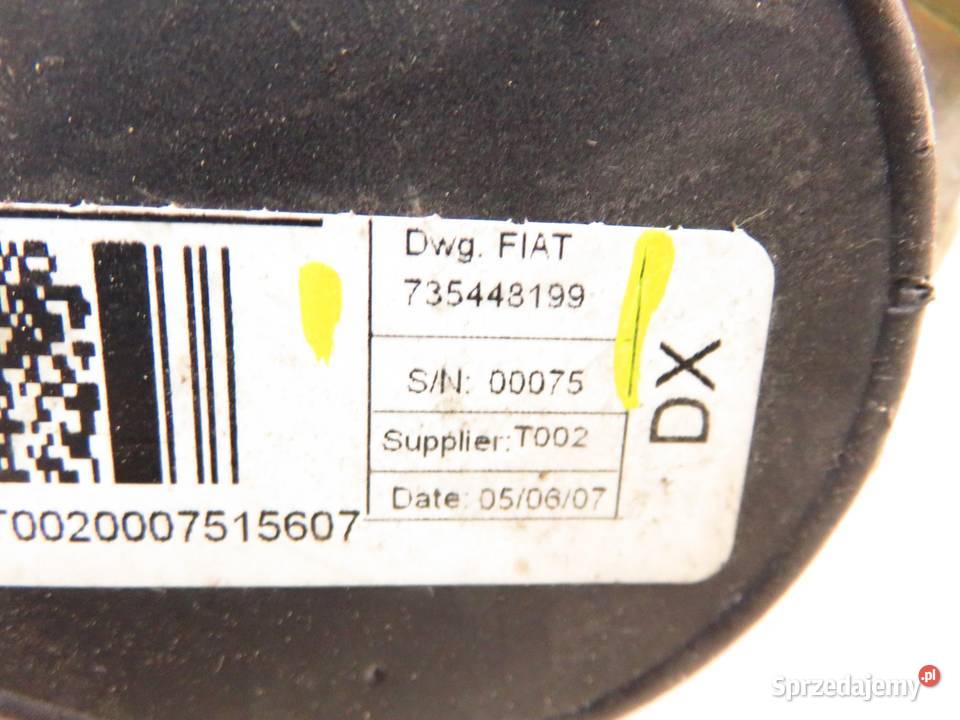 Dwg. FIAT
735448199
S/N: 00075
Supplier: T002
Date: 05/06/07
DX
T0020007515607
Sprzedajemy.pl